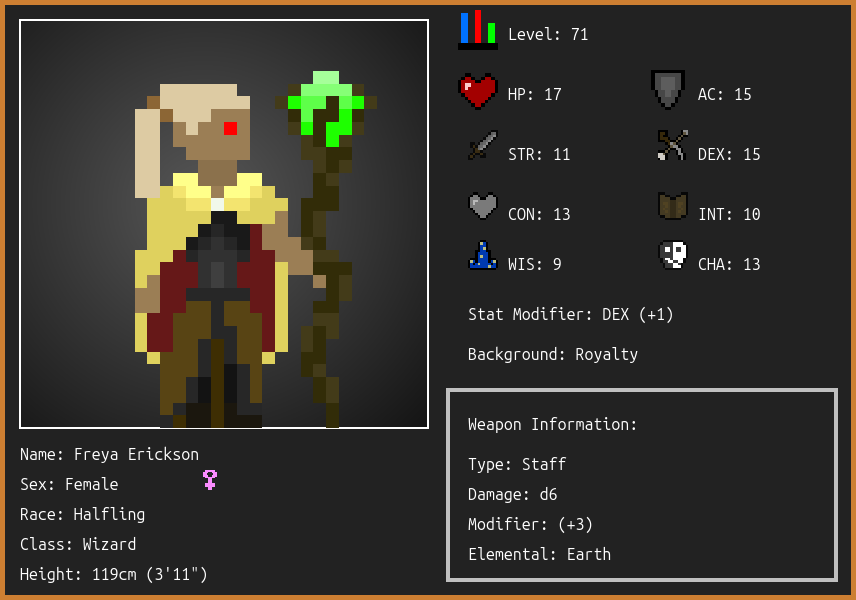 Level: 71
HP: 17
AC: 15
STR: 11
DEX: 15
CON: 13
INT: 10
WIS: 9
CHA: 13
Stat Modifier: DEX (+1)
Background: Royalty
Weapon Information:
Type: Staff
Damage: d6
Modifier: (+3)
Elemental: Earth
Name: Freya Erickson
Sex: Female
Race: Halfling
Class: Wizard
Height: 119cm (3'11")